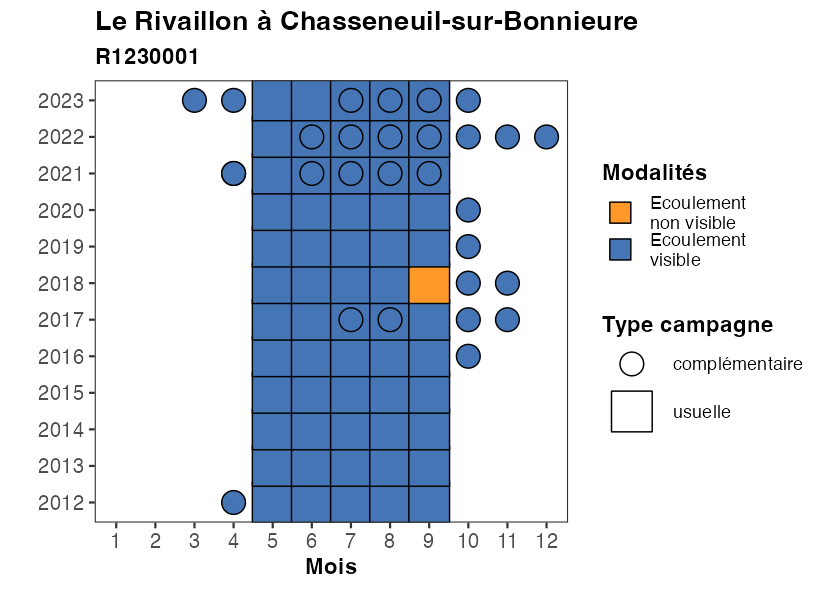 Le Rivaillon à Chasseneuil-sur-Bonnieure
R1230001
2023
2022
2021
2020
2019
2018
2017
2016
2015
2014
2013
2012
1 2 3 4 5 6 7 8 9 10 11 12
Mois
Modalités
Ecoulement
non visible
Ecoulement
visible
Type campagne
complémentaire
usuelle